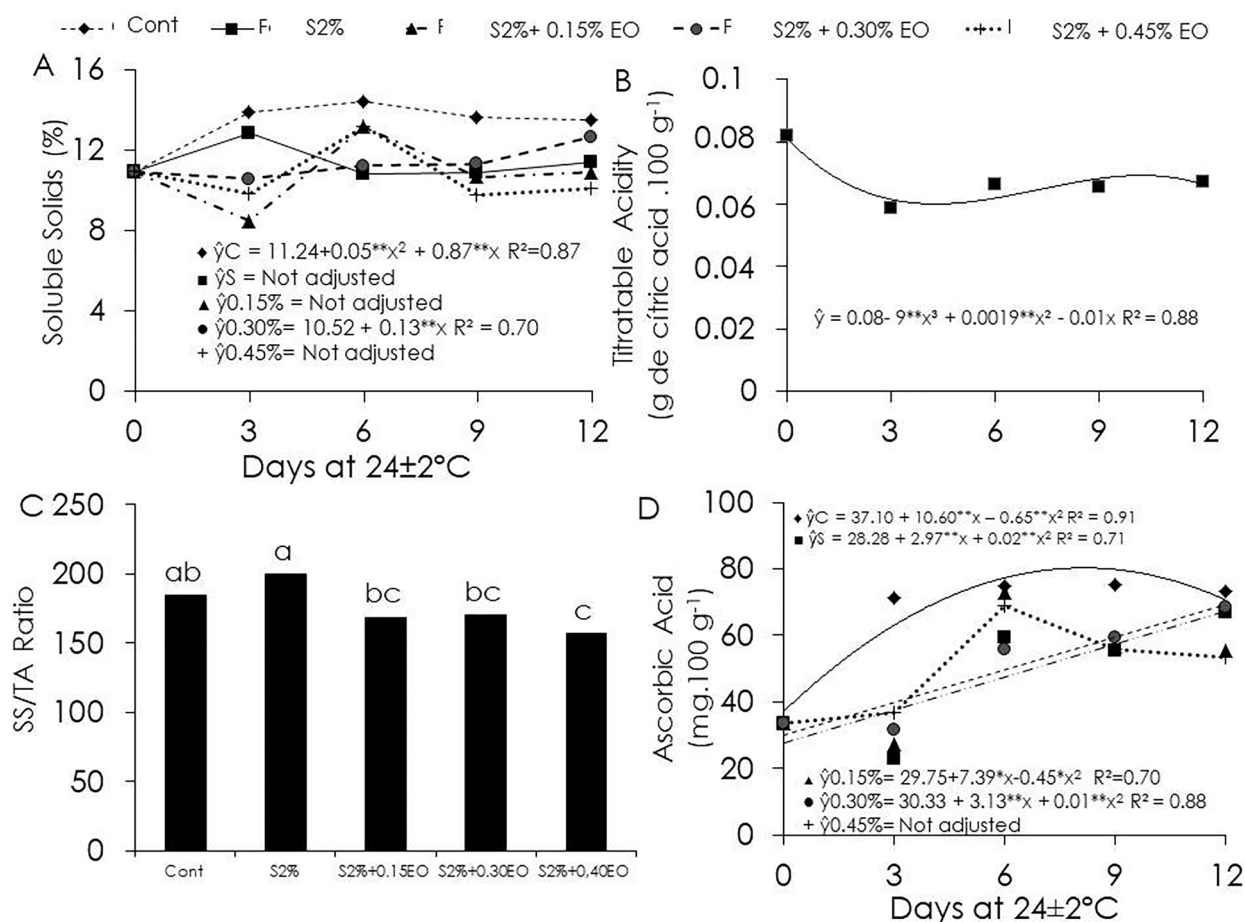 Cont F S2% F S2%+ 0.15% EO F S2% + 0.30% EO S2% + 0.45% EO
A
16
12
8
4
0
Soluble Solids (%)
◆ ŷC = 11.24+0.05**x² + 0.87**x R²=0.87
■ ŷS = Not adjusted
▲ ŷ0.15% = Not adjusted
● ŷ0.30%= 10.52 + 0.13**x R² = 0.70
+ ŷ0.45%= Not adjusted
0 3 6 9 12
Days at 24±2°C
B
0.1
0.08
0.06
0.04
0.02
0
Titratable Acidity
(g de cítric acid .100 g⁻¹)
ŷ = 0.08- 9**x³ + 0.0019**x² - 0.01x R² = 0.88
0 3 6 9 12
C
250
200
150
100
50
0
SS/TA Ratio
ab a bc bc c
Cont S2% S2%+0.15EO S2%+0.30EO S2%+0,40EO
D
100
80
60
40
20
0
Ascorbic Acid
(mg.100 g⁻¹)
◆ ŷC = 37.10 + 10.60**x – 0.65**x² R² = 0.91
■ ŷS = 28.28 + 2.97**x + 0.02**x² R² = 0.71
▲ ŷ0.15%= 29.75+7.39*x-0.45*x² R²=0.70
● ŷ0.30%= 30.33 + 3.13**x + 0.01**x² R² = 0.88
+ ŷ0.45%= Not adjusted
0 3 6 9 12
Days at 24±2°C